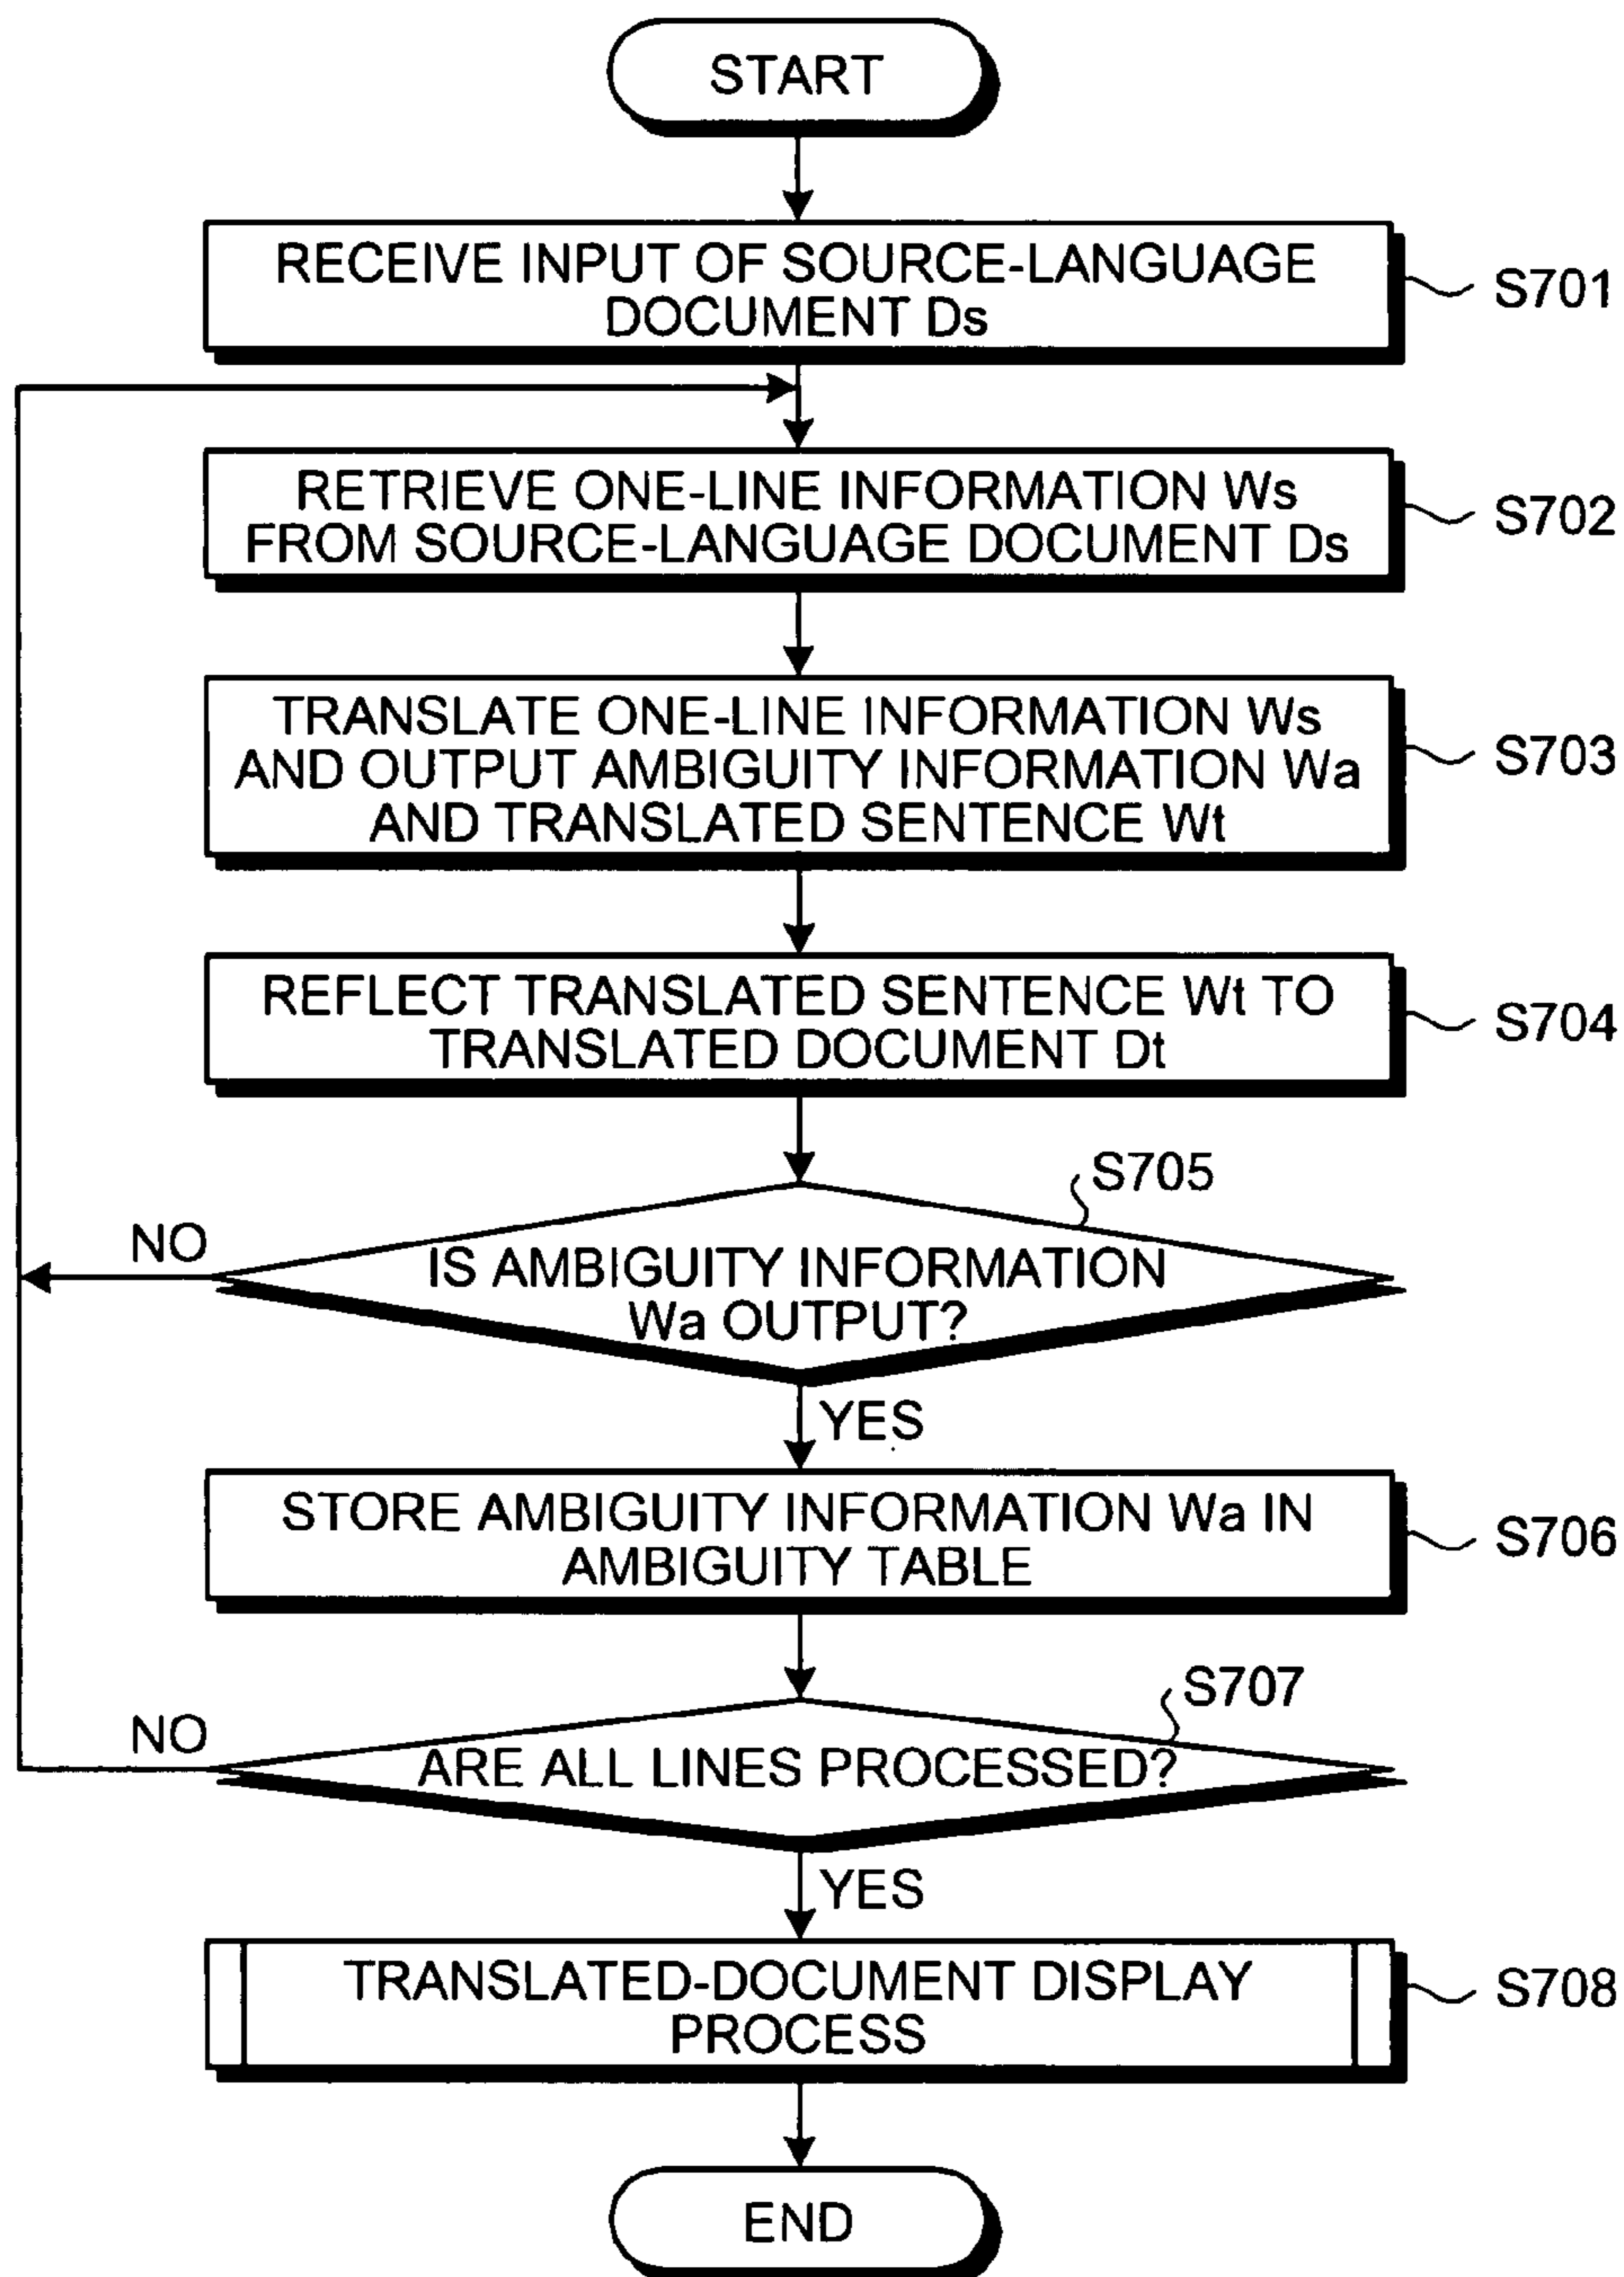 START
RECEIVE INPUT OF SOURCE-LANGUAGE
DOCUMENT Ds
S701
RETRIEVE ONE-LINE INFORMATION Ws
FROM SOURCE-LANGUAGE DOCUMENT Ds
S702
TRANSLATE ONE-LINE INFORMATION Ws
AND OUTPUT AMBIGUITY INFORMATION Wa
AND TRANSLATED SENTENCE Wt
S703
REFLECT TRANSLATED SENTENCE Wt TO
TRANSLATED DOCUMENT Dt
S704
S705
NO
IS AMBIGUITY INFORMATION
Wa OUTPUT?
YES
STORE AMBIGUITY INFORMATION Wa IN
AMBIGUITY TABLE
S706
S707
NO
ARE ALL LINES PROCESSED?
YES
TRANSLATED-DOCUMENT DISPLAY
PROCESS
S708
END